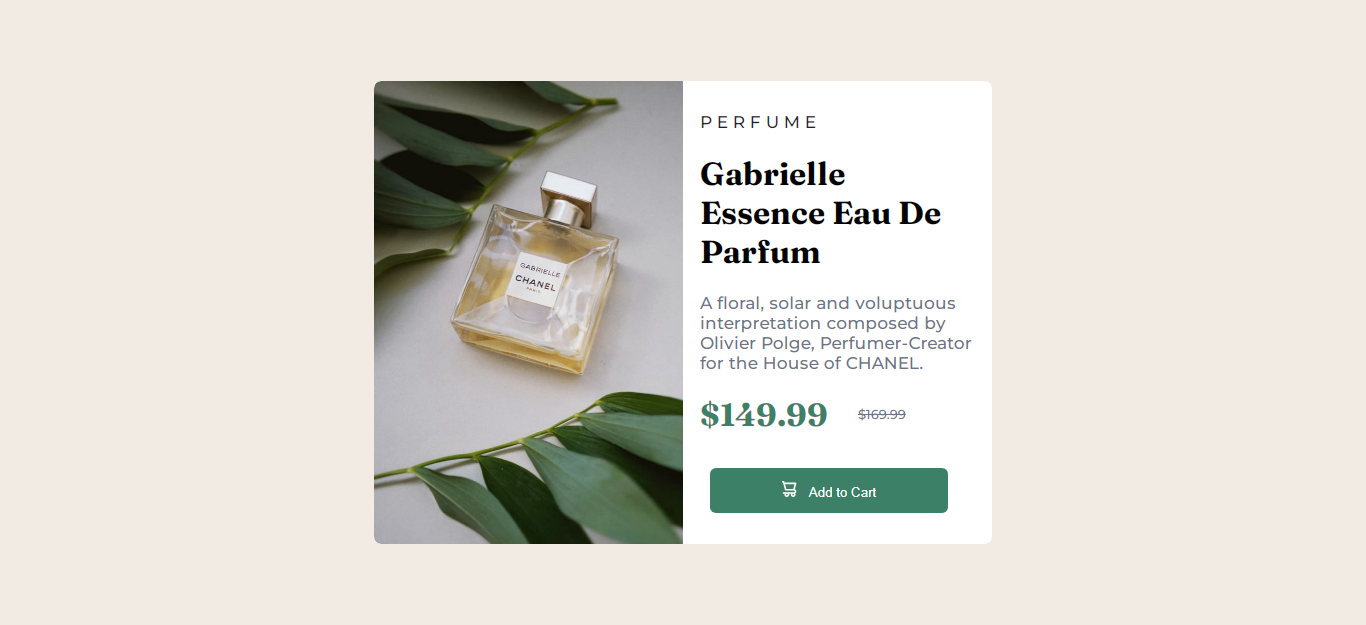 PERFUME
Gabrielle
Essence Eau De
Parfum
A floral, solar and voluptuous
interpretation composed by
Olivier Polge, Perfumer-Creator
for the House of CHANEL.
$149.99 $169.99
Add to Cart
GABRIELLE
CHANEL
PARIS